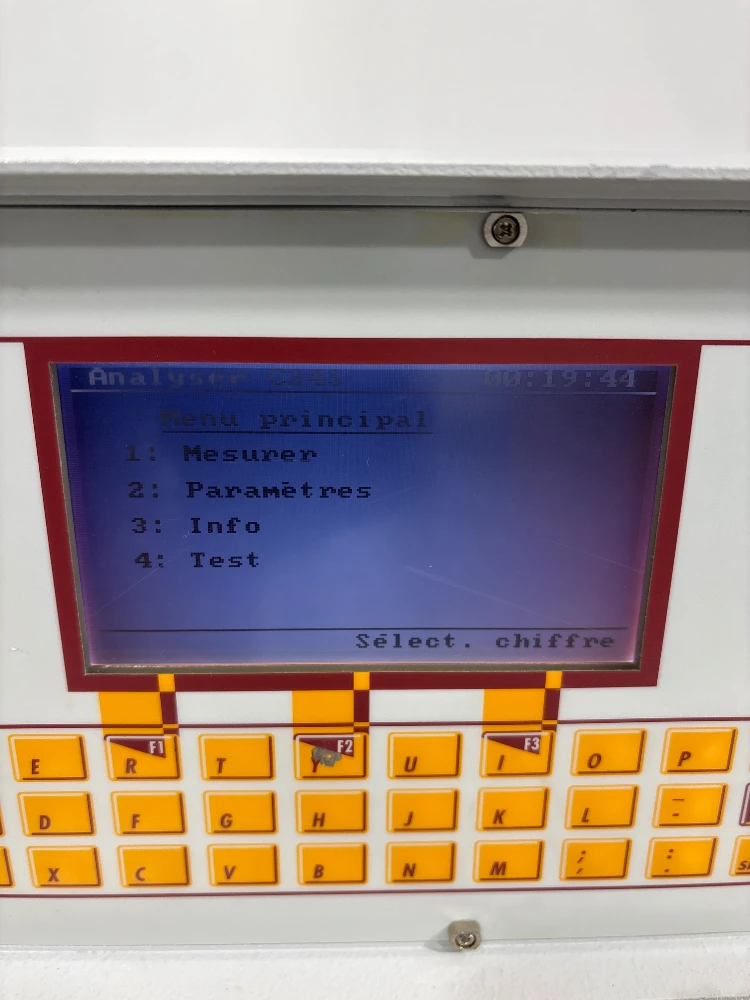 Analyser 00:19:44
Menu principal
1: Mesurer
2: Paramètres
3: Info
4: Test
Sélect. chiffre
F1 F2 F3
E R T Y U I O P
D F G H J K L -
X C V B N M ; :